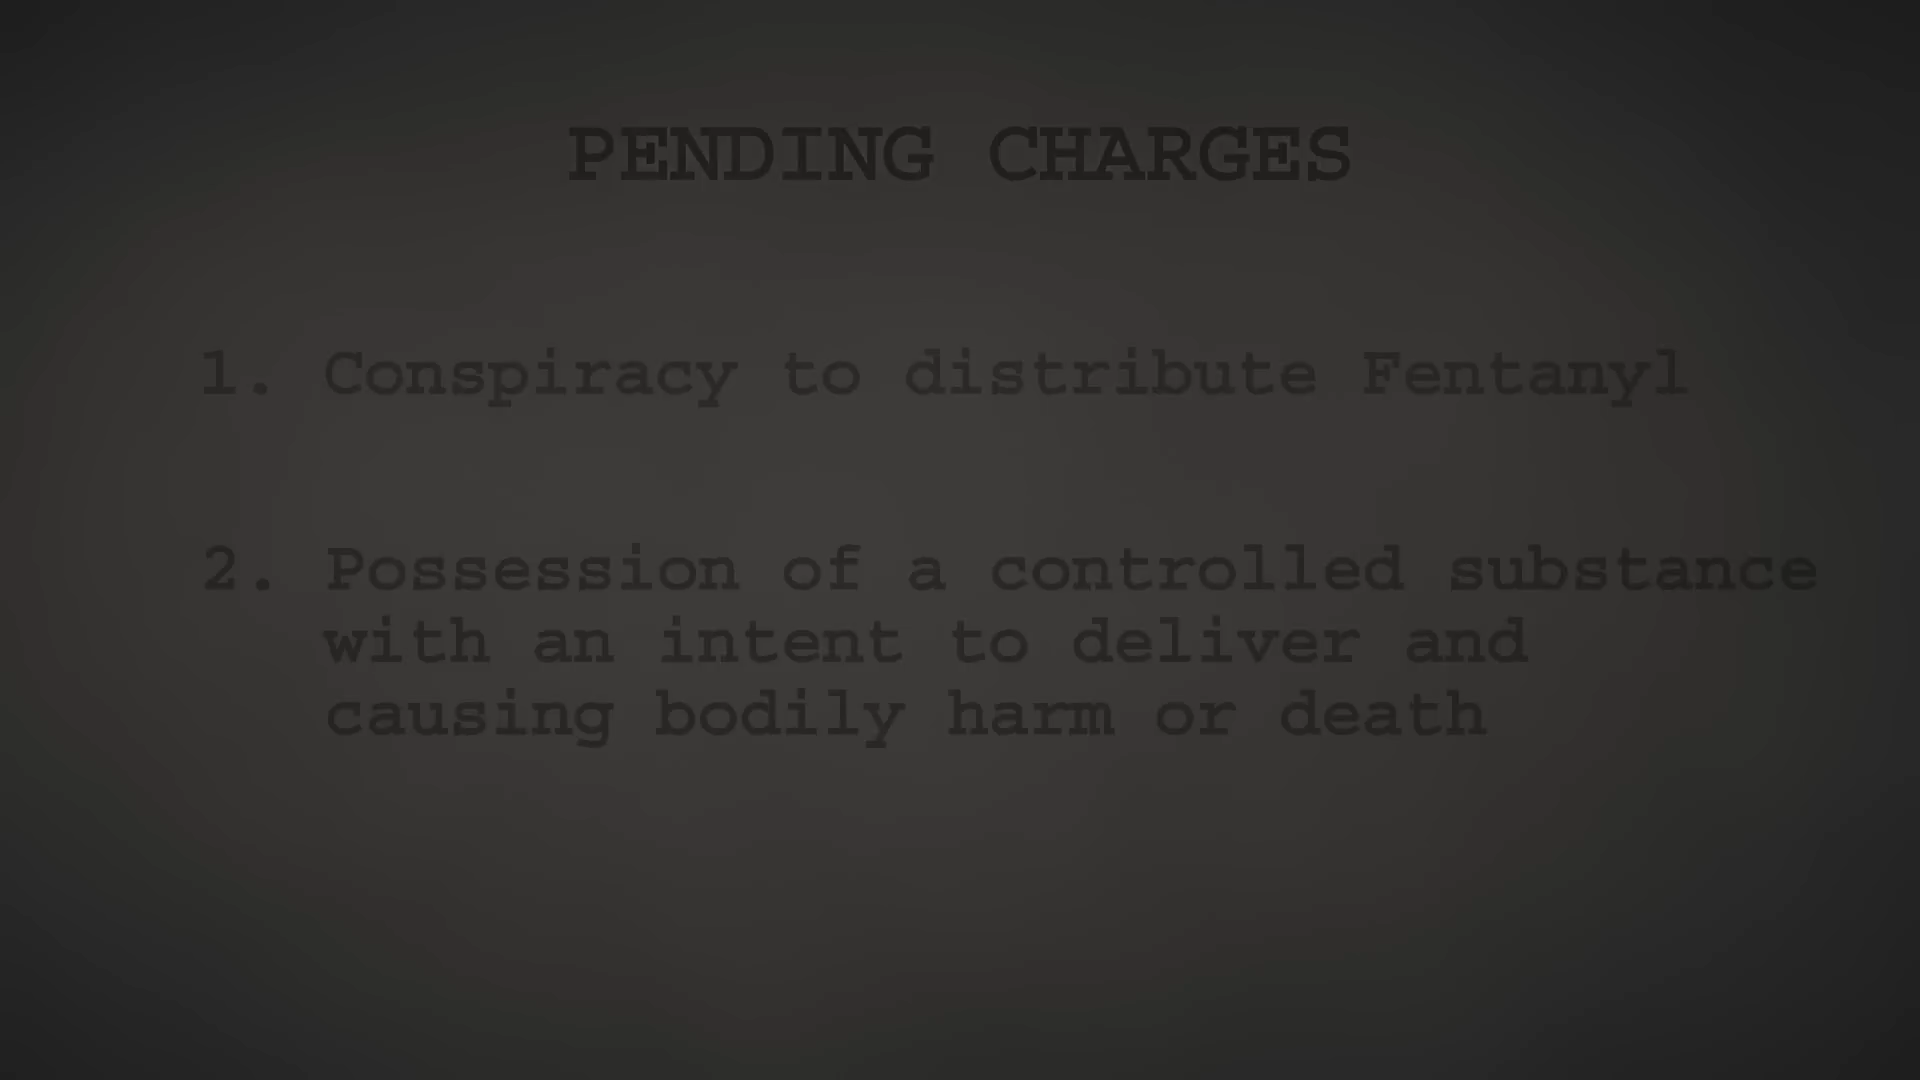 PENDING CHARGES
1. Conspiracy to distribute Fentanyl
2. Possession of a controlled substance
with an intent to deliver and
causing bodily harm or death